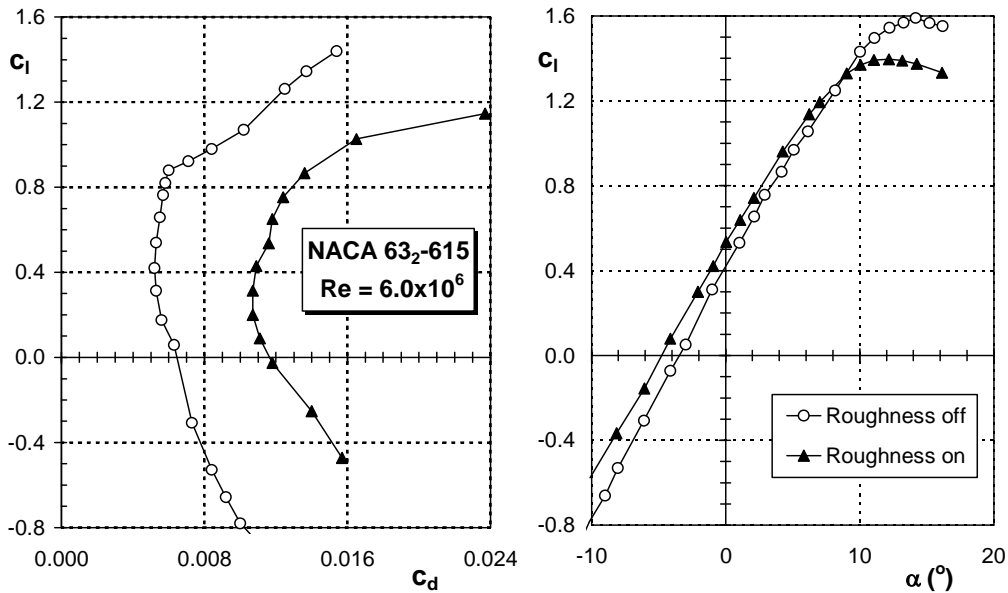 1.6
c_l
1.2
0.8
0.4
0.0
-0.4
-0.8
0.000
0.008
0.016
0.024
c_d
NACA 63₂-615
Re = 6.0x10⁶
1.6
c_l
1.2
0.8
0.4
0.0
-0.4
-0.8
-10
0
10
20
α (º)
Roughness off
Roughness on